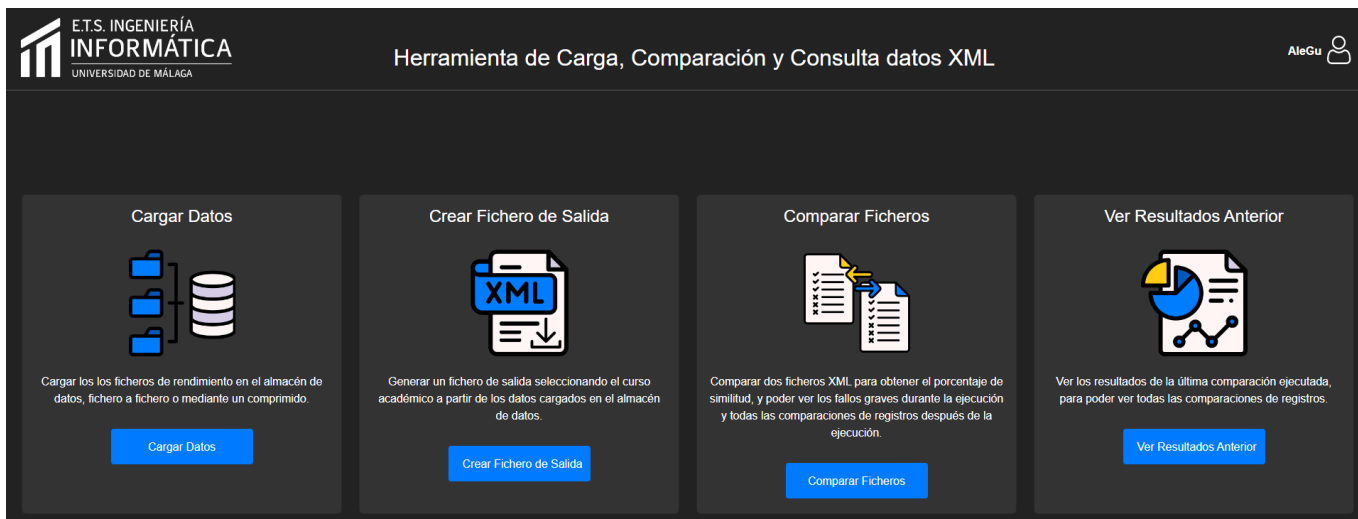 E.T.S. INGENIERÍA
INFORMÁTICA
UNIVERSIDAD DE MÁLAGA
Herramienta de Carga, Comparación y Consulta datos XML
AleGu
Cargar Datos
Cargar los los ficheros de rendimiento en el almacén de
datos, fichero a fichero o mediante un comprimido.
Cargar Datos
Crear Fichero de Salida
XML
Generar un fichero de salida seleccionando el curso
académico a partir de los datos cargados en el almacén
de datos.
Crear Fichero de Salida
Comparar Ficheros
Comparar dos ficheros XML para obtener el porcentaje de
similitud, y poder ver los fallos graves durante la ejecución
y todas las comparaciones de registros después de la
ejecución.
Comparar Ficheros
Ver Resultados Anterior
Ver los resultados de la última comparación ejecutada,
para poder ver todas las comparaciones de registros.
Ver Resultados Anterior